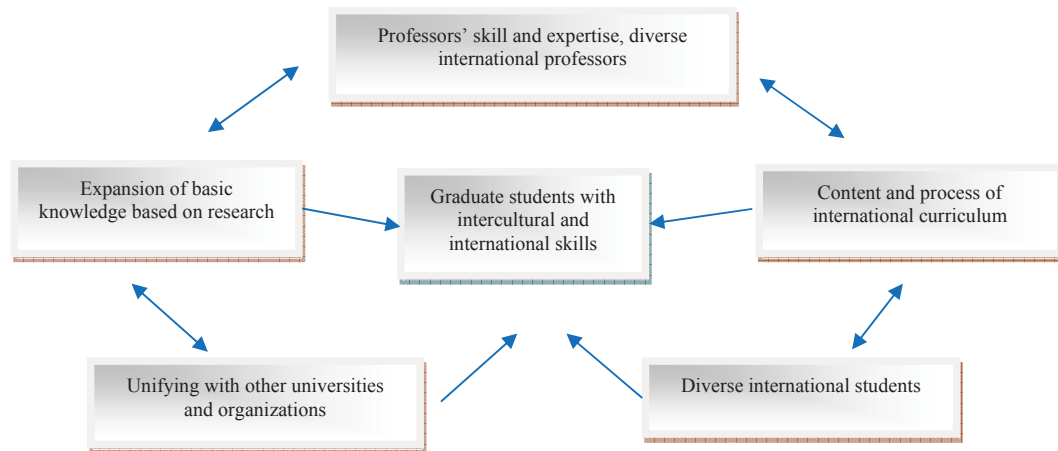 Professors’ skill and expertise, diverse
international professors
Expansion of basic
knowledge based on research
Graduate students with
intercultural and
international skills
Content and process of
international curriculum
Unifying with other universities
and organizations
Diverse international students